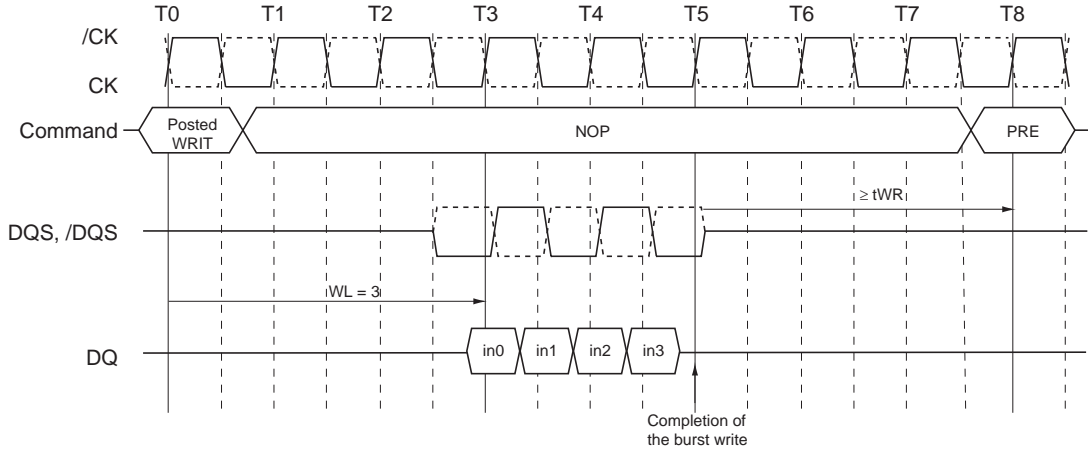 T0 T1 T2 T3 T4 T5 T6 T7 T8
/CK
CK
Command
Posted
WRIT
NOP
PRE
≥ tWR
DQS, /DQS
WL = 3
DQ
in0 in1 in2 in3
Completion of
the burst write